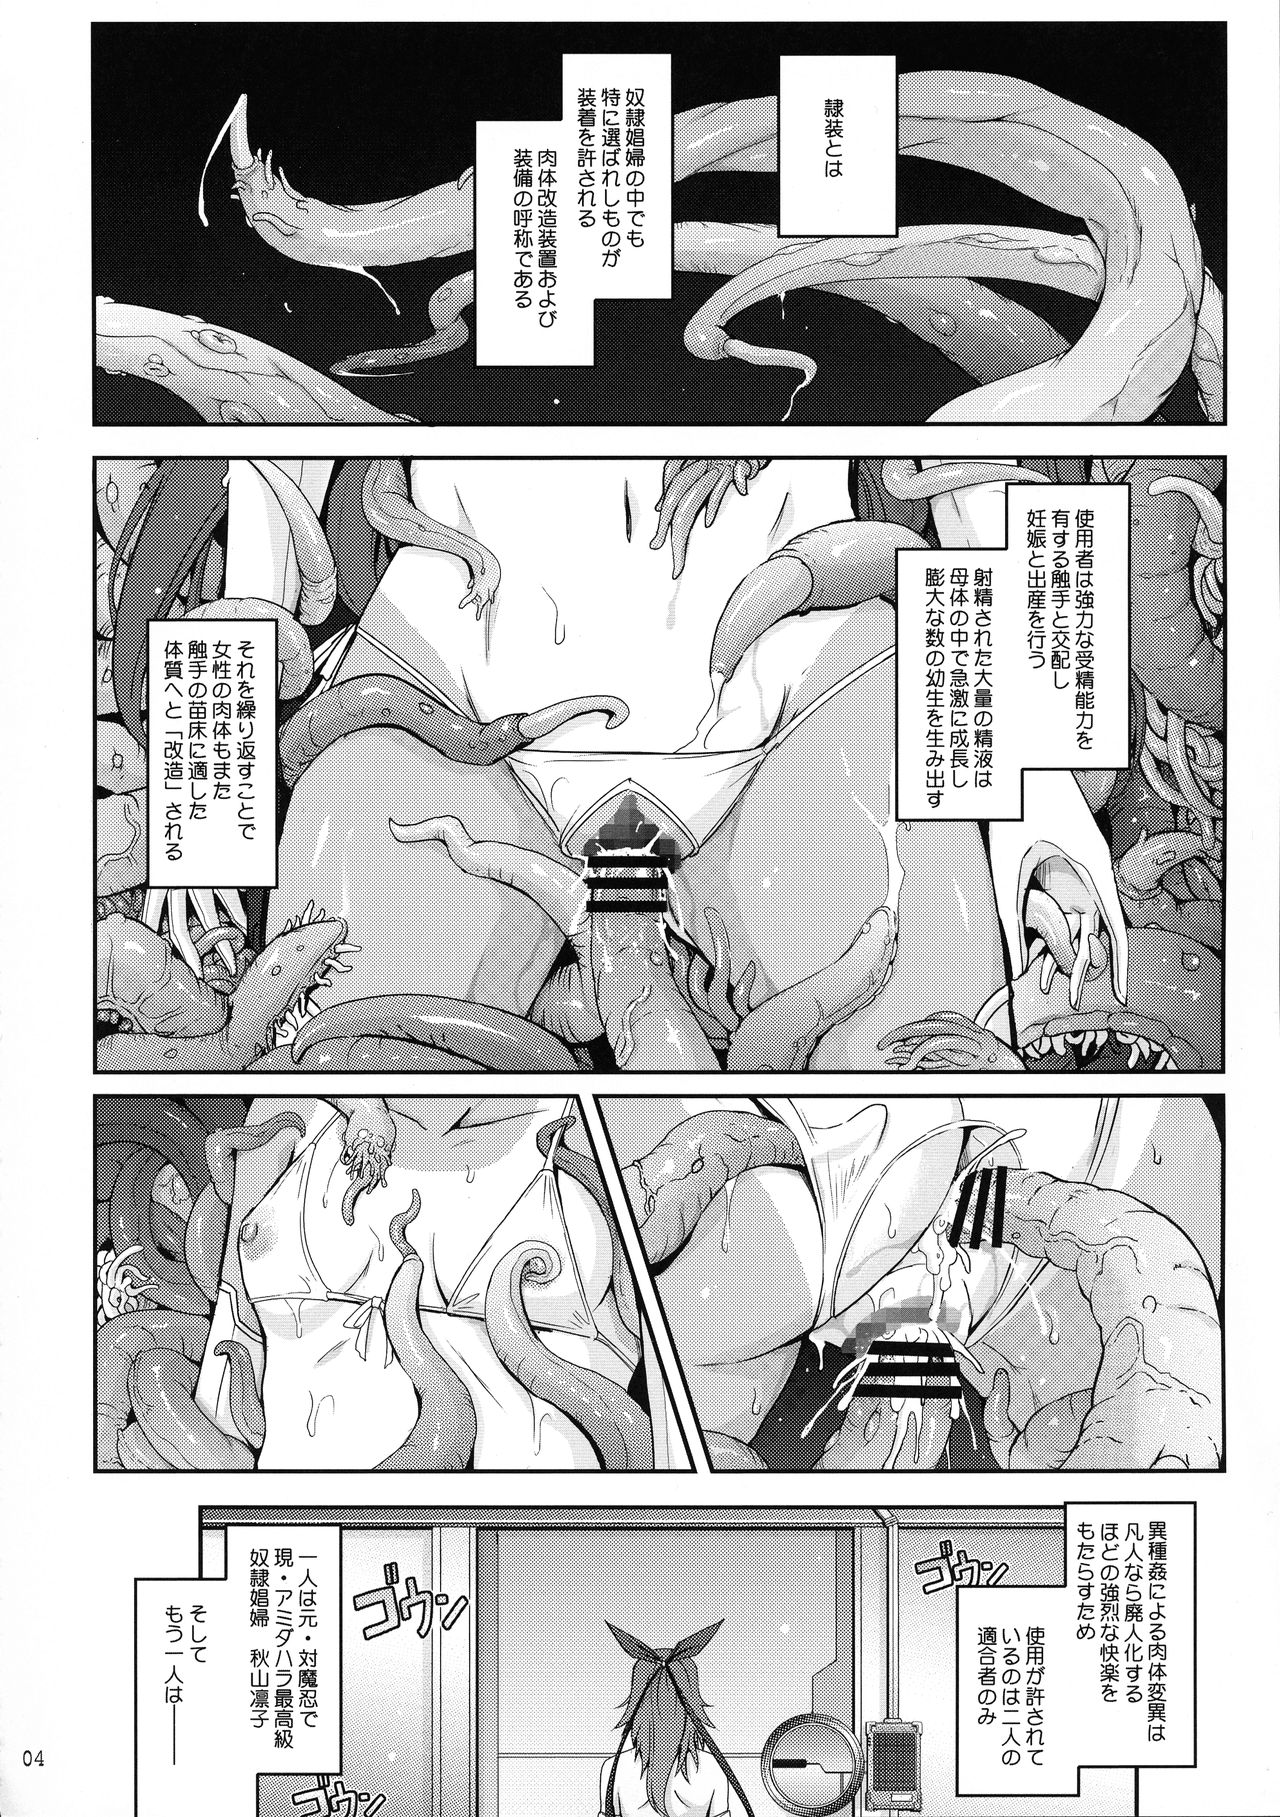 隷装とは
奴隷娼婦の中でも
特に選ばれしものが
装着を許される
肉体改造装置および
装備の呼称である
使用者は強力な受精能力を
有する触手と交配し
妊娠と出産を行う
射精された大量の精液は
母体の中で急激に成長し
膨大な数の幼生を生み出す
それを繰り返すことで
女性の肉体もまた
触手の苗床に適した
体質へと「改造」される
異種姦による肉体変異は
凡人なら廃人化する
ほどの強烈な快楽を
もたらすため
使用が許されて
いるのは二人の
適合者のみ
ゴウン
ゴウン
ゴウン
一人は元・対魔忍で
現・アミダハラ最高級
奴隷娼婦 秋山凛子
そして
もう一人は――
04